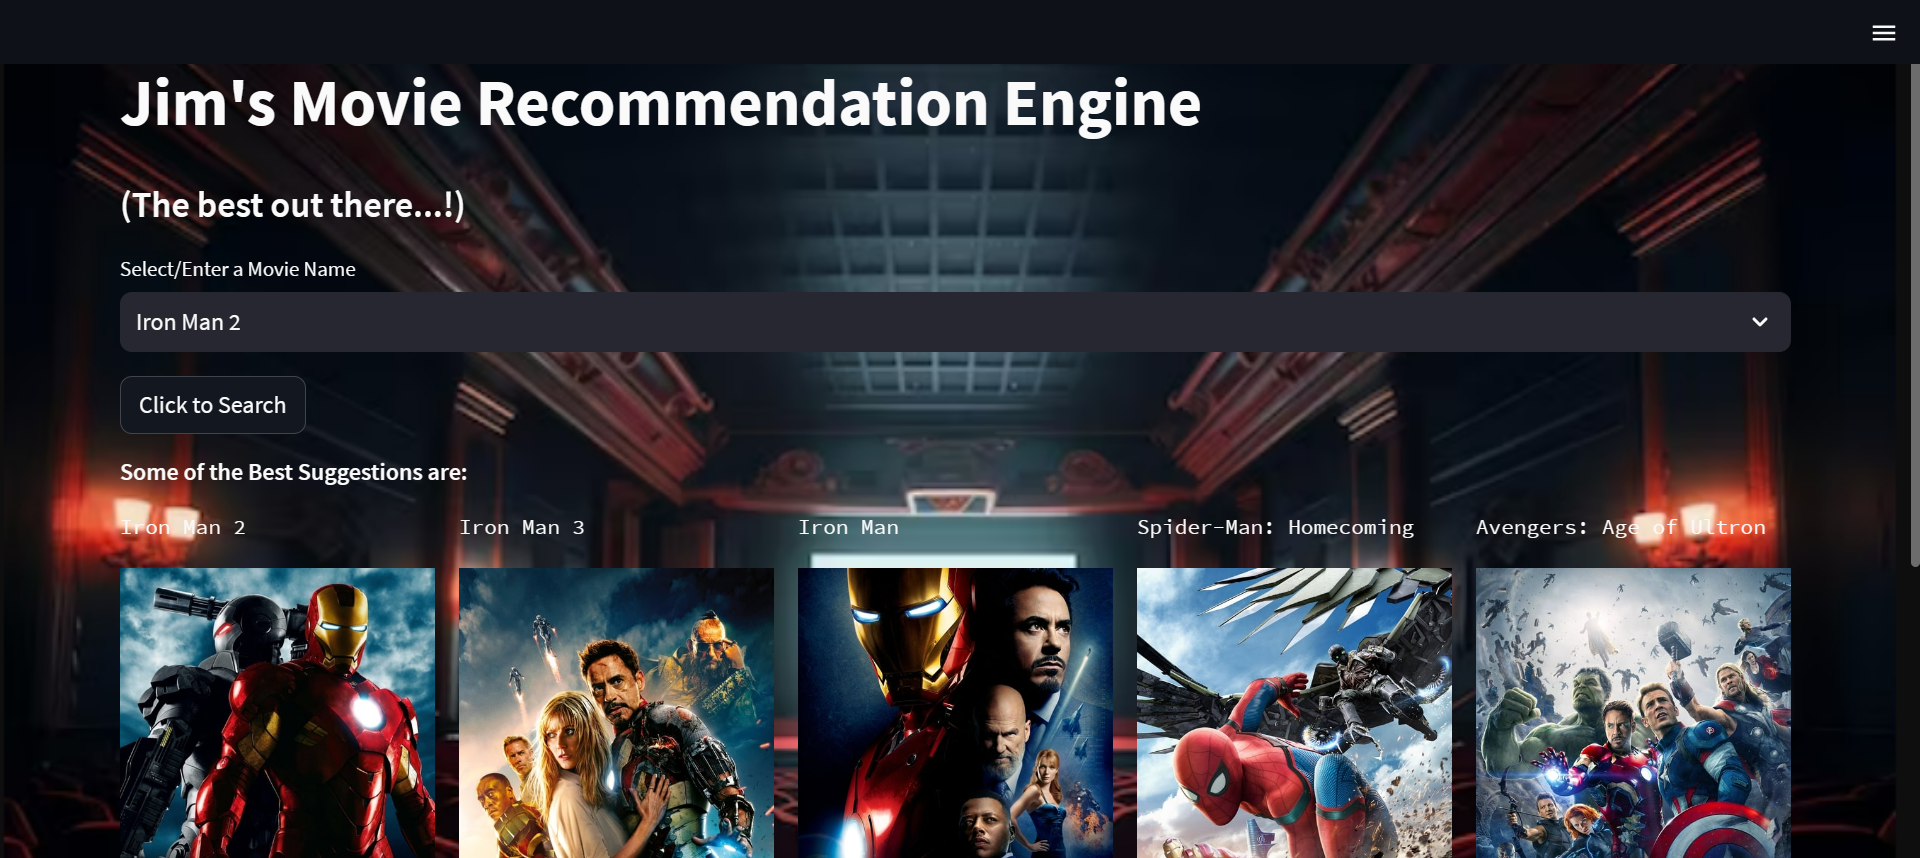 Jim's Movie Recommendation Engine
(The best out there...!)
Select/Enter a Movie Name
Iron Man 2
Click to Search
Some of the Best Suggestions are:
Iron Man 2
Iron Man 3
Iron Man
Spider-Man: Homecoming
Avengers: Age of Ultron